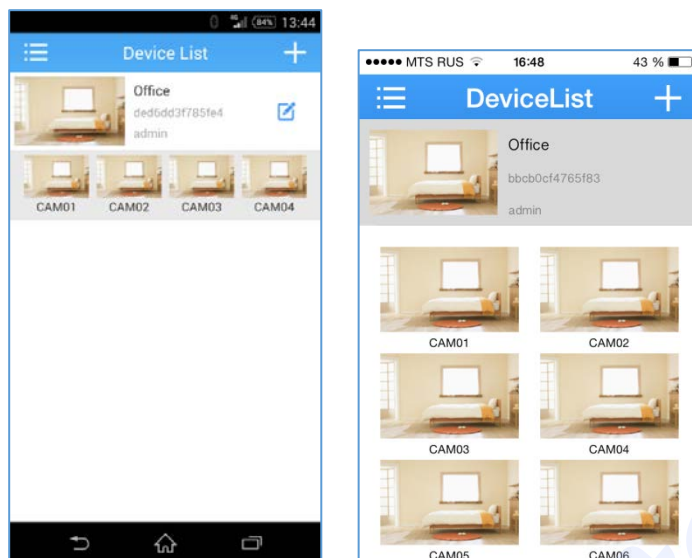 84% 13:44
Device List
Office
ded6dd3f785fe4
admin
CAM01 CAM02 CAM03 CAM04
MTS RUS 16:48 43 %
DeviceList
Office
bbcb0cf4765f83
admin
CAM01 CAM02
CAM03 CAM04
CAM05 CAM06